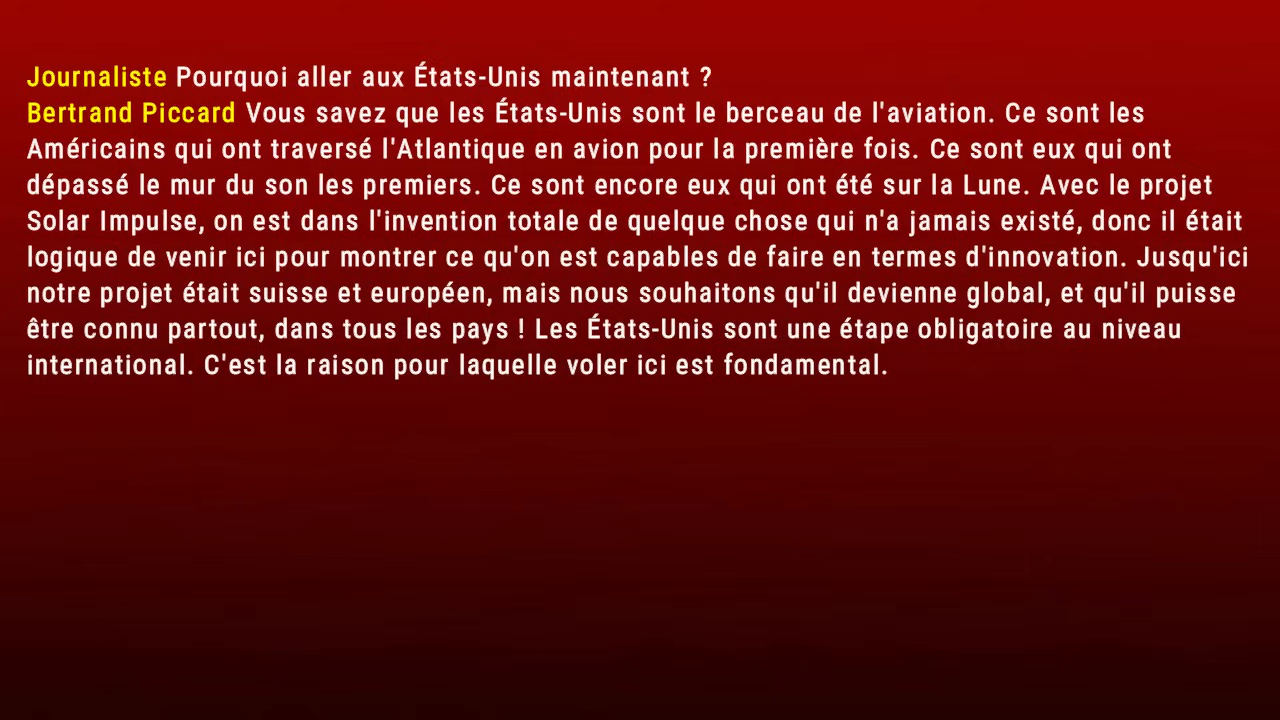 Journaliste Pourquoi aller aux États-Unis maintenant ?
Bertrand Piccard Vous savez que les États-Unis sont le berceau de l'aviation. Ce sont les
Américains qui ont traversé l'Atlantique en avion pour la première fois. Ce sont eux qui ont
dépassé le mur du son les premiers. Ce sont encore eux qui ont été sur la Lune. Avec le projet
Solar Impulse, on est dans l'invention totale de quelque chose qui n'a jamais existé, donc il était
logique de venir ici pour montrer ce qu'on est capables de faire en termes d'innovation. Jusqu'ici
notre projet était suisse et européen, mais nous souhaitons qu'il devienne global, et qu'il puisse
être connu partout, dans tous les pays ! Les États-Unis sont une étape obligatoire au niveau
international. C'est la raison pour laquelle voler ici est fondamental.